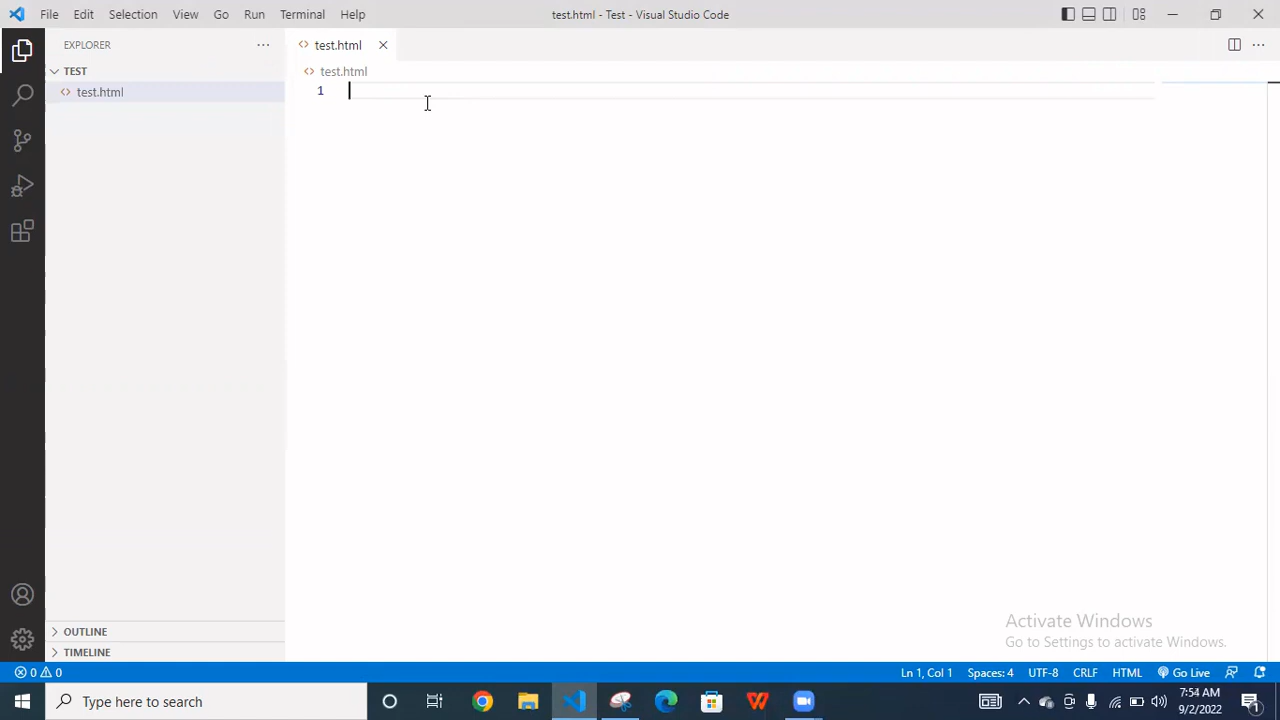 File Edit Selection View Go Run Terminal Help test.html - Test - Visual Studio Code
EXPLORER
test.html
TEST
test.html
test.html
1
Activate Windows
Go to Settings to activate Windows.
OUTLINE
TIMELINE
0 0 Ln 1, Col 1 Spaces: 4 UTF-8 CRLF HTML Go Live
Type here to search
7:54 AM
9/2/2022
1